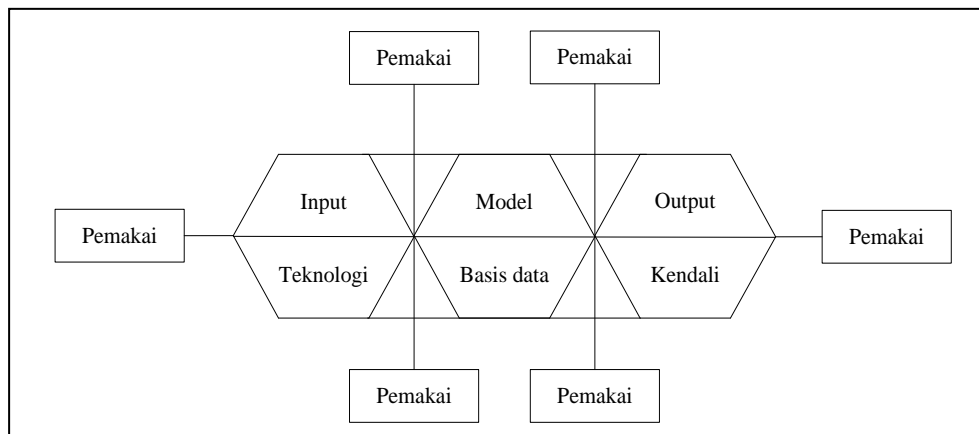 Pemakai
Pemakai
Input
Model
Output
Pemakai
Pemakai
Teknologi
Basis data
Kendali
Pemakai
Pemakai